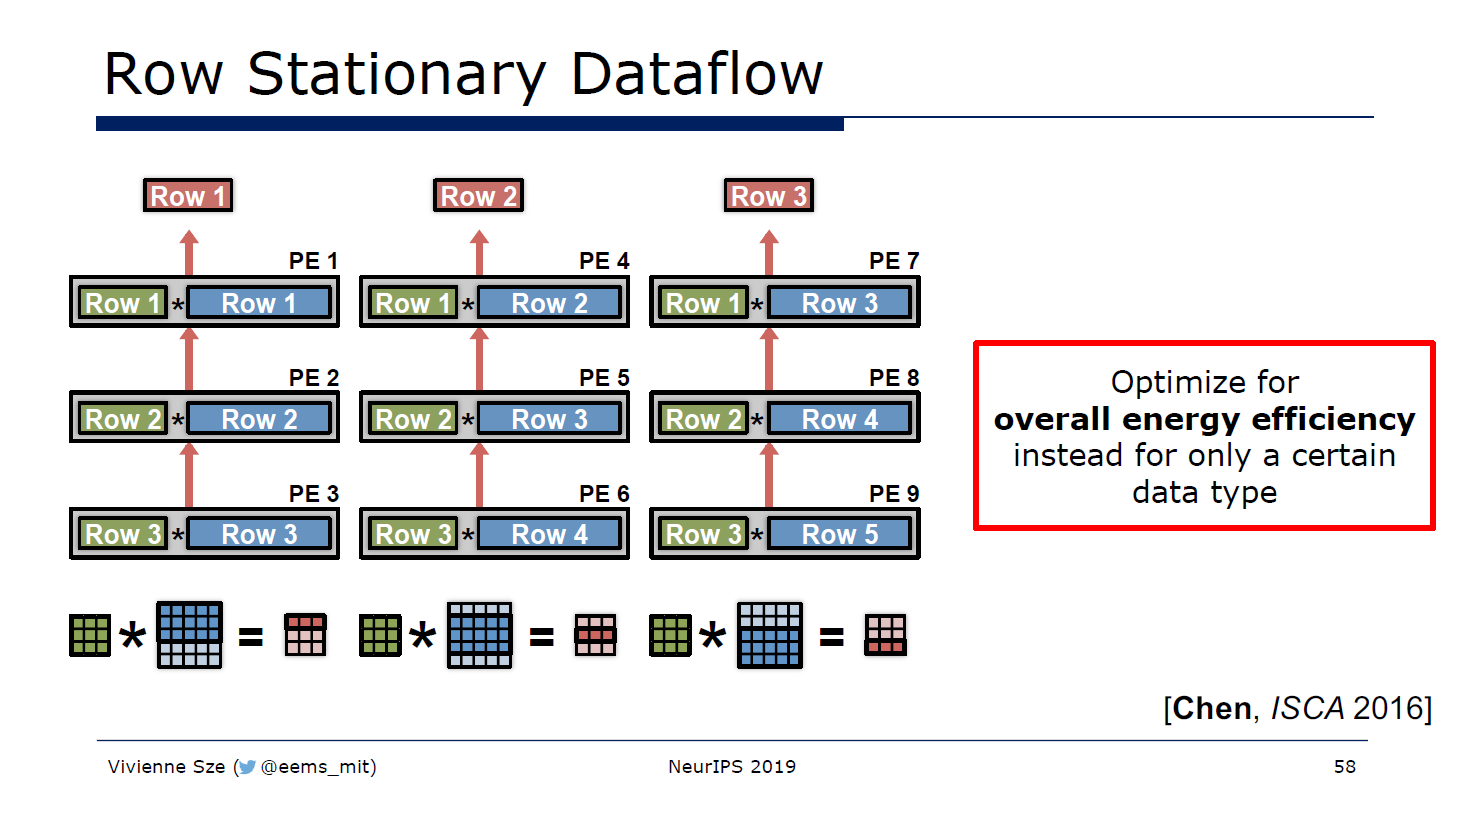 Row Stationary Dataflow
Row 1 Row 2 Row 3
PE 1 PE 4 PE 7
Row 1 * Row 1 Row 1 * Row 2 Row 1 * Row 3
PE 2 PE 5 PE 8
Row 2 * Row 2 Row 2 * Row 3 Row 2 * Row 4
PE 3 PE 6 PE 9
Row 3 * Row 3 Row 3 * Row 4 Row 3 * Row 5
* = * = * =
Optimize for
overall energy efficiency
instead for only a certain
data type
[Chen, ISCA 2016]
Vivienne Sze ( @eems_mit) NeurIPS 2019 58